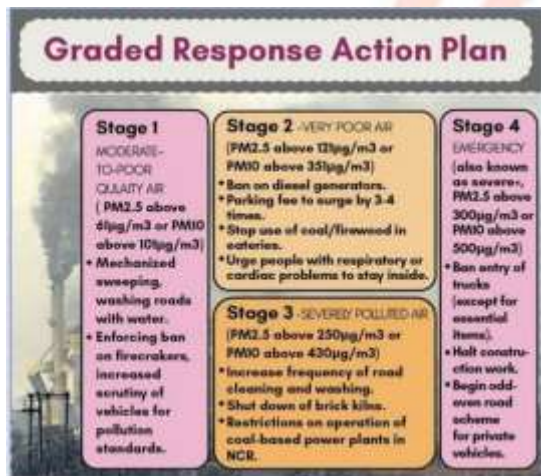 Graded Response Action Plan
Stage 1
MODERATE-
TO-POOR
QULAITY AIR
( PM2.5 above
61µg/m3 or PM10
above 101µg/m3)
• Mechanized
sweeping,
washing roads
with water.
• Enforcing ban
on firecrakers,
increased
scrutiny of
vehicles for
pollution
standards.
Stage 2 -VERY POOR AIR
(PM2.5 above 121µg/m3 or
PM10 above 351µg/m3)
• Ban on diesel generators.
• Parking fee to surge by 3-4
times.
• Stop use of coal/firewood in
eateries.
• Urge people with respiratory or
cardiac problems to stay inside.
Stage 3 -SEVERELY POLLUTED AIR
(PM2.5 above 250µg/m3 or
PM10 above 430µg/m3)
• Increase frequency of road
cleaning and washing.
• Shut down of brick kilns.
• Restrictions on operation of
coal-based power plants in
NCR.
Stage 4
EMERGENCY
(also known
as severe+,
PM2.5 above
300µg/m3 or
PM10 above
500µg/m3)
• Ban entry of
trucks
(except for
essential
items).
• Halt constru-
ction work.
• Begin odd-
even road
scheme
for private
vehicles.